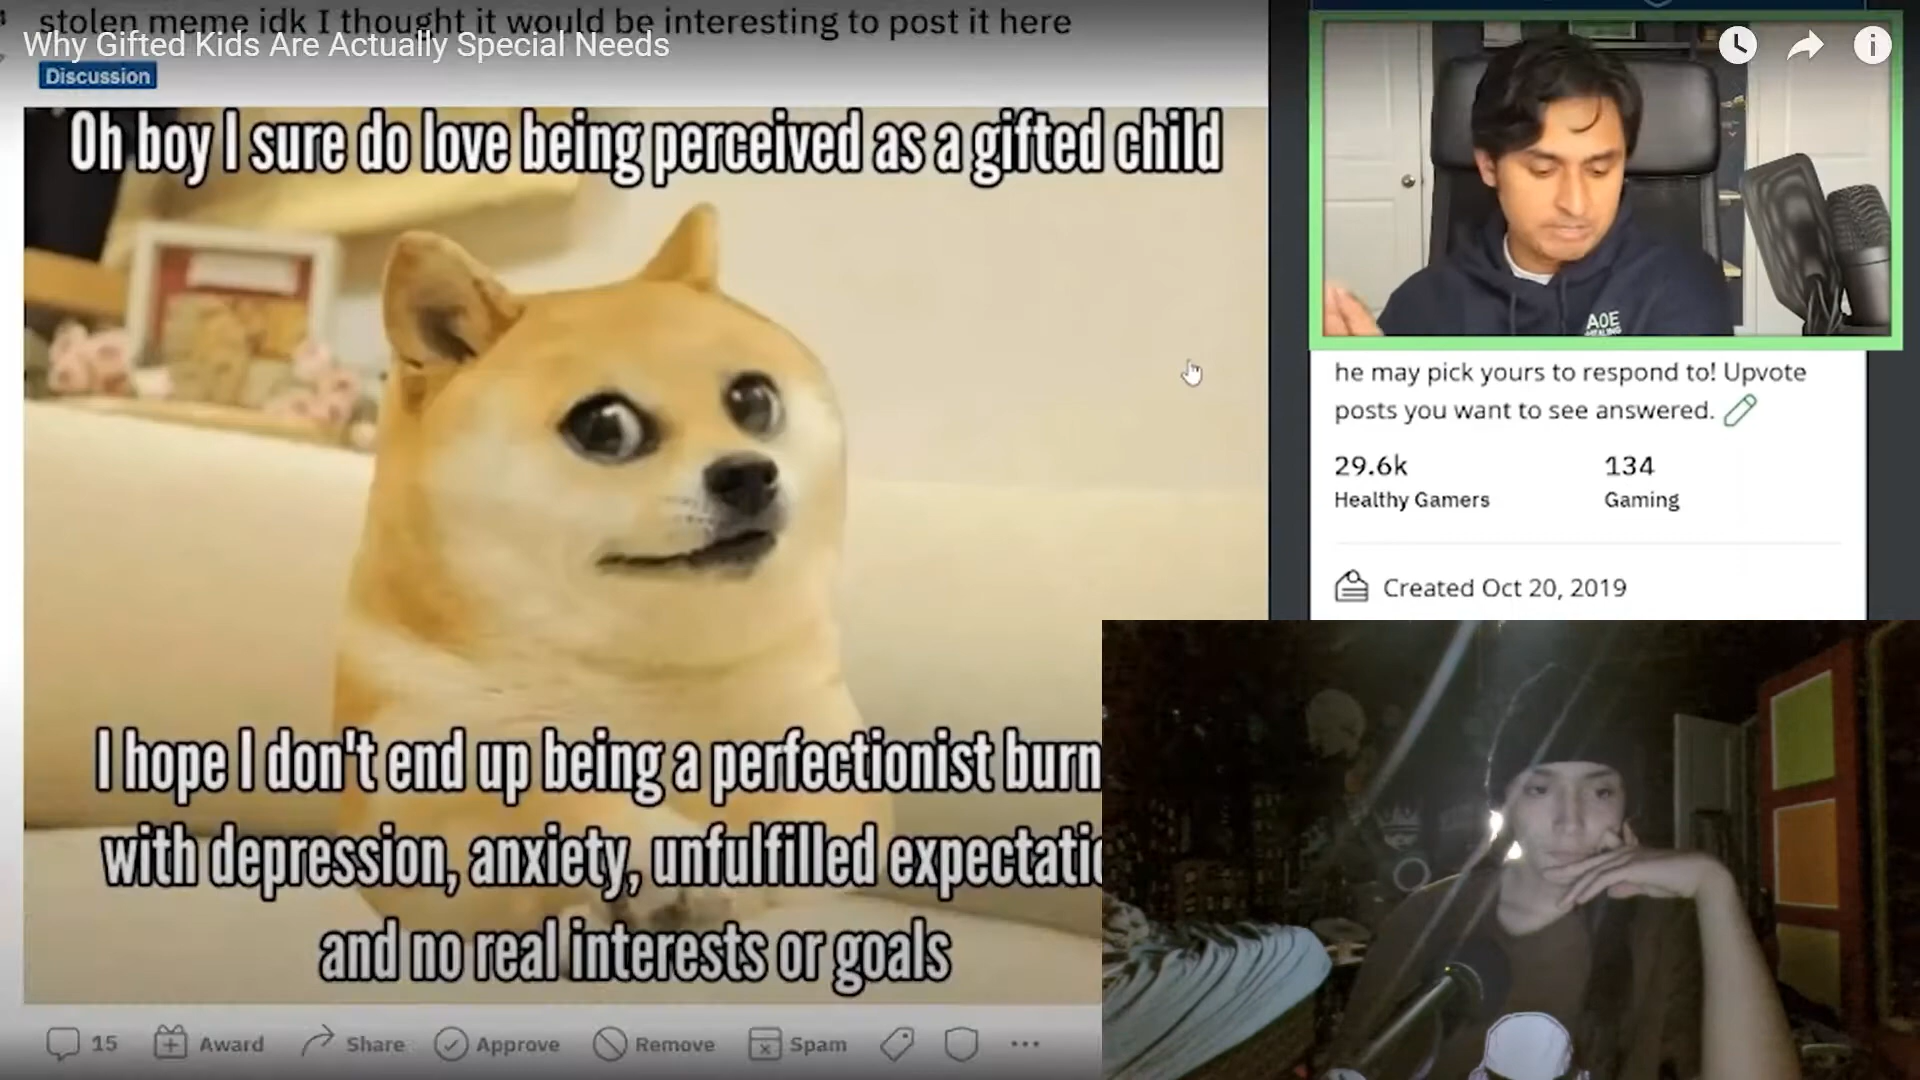 stolen meme idk I thought it would be interesting to post it here
Why Gifted Kids Are Actually Special Needs
Discussion
Oh boy I sure do love being perceived as a gifted child
I hope I don't end up being a perfectionist burn
with depression, anxiety, unfulfilled expectatio
and no real interests or goals
15 Award Share Approve Remove Spam
AOE
HEALING
he may pick yours to respond to! Upvote
posts you want to see answered.
29.6k 134
Healthy Gamers Gaming
Created Oct 20, 2019